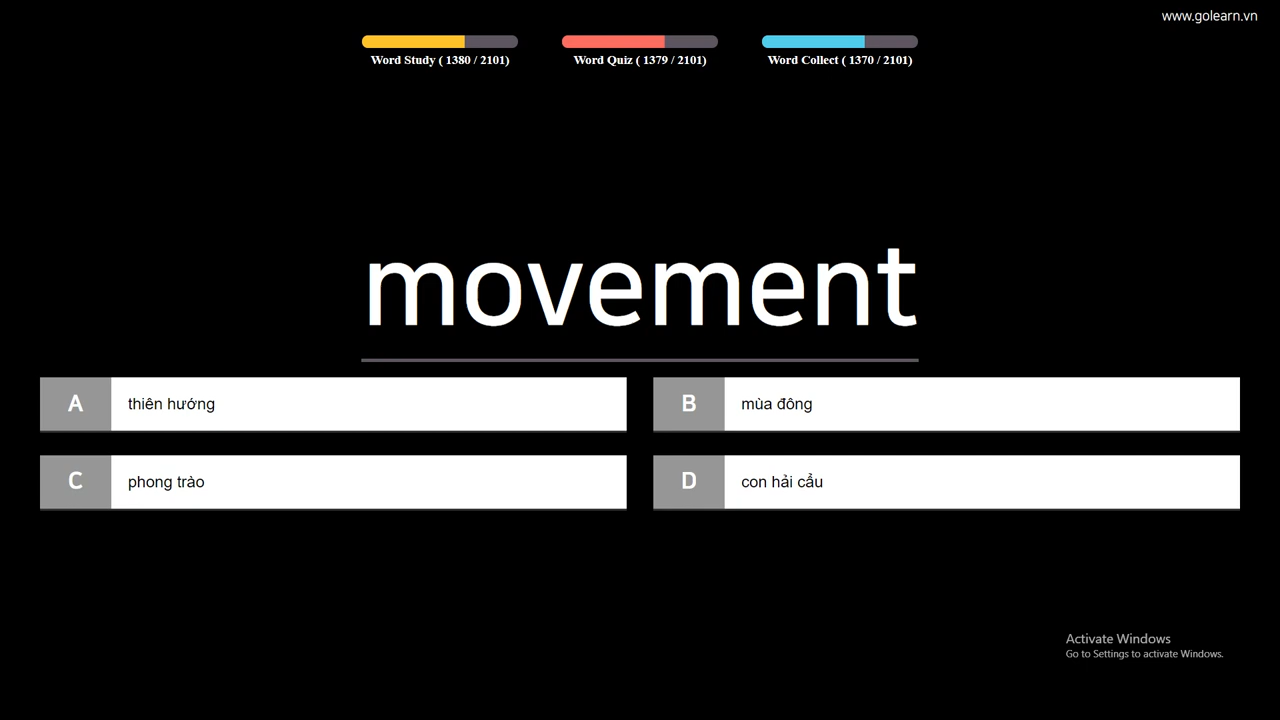 www.golearn.vn
Word Study ( 1380 / 2101)
Word Quiz ( 1379 / 2101)
Word Collect ( 1370 / 2101)
movement
A thiên hướng
B mùa đông
C phong trào
D con hải cẩu
Activate Windows
Go to Settings to activate Windows.